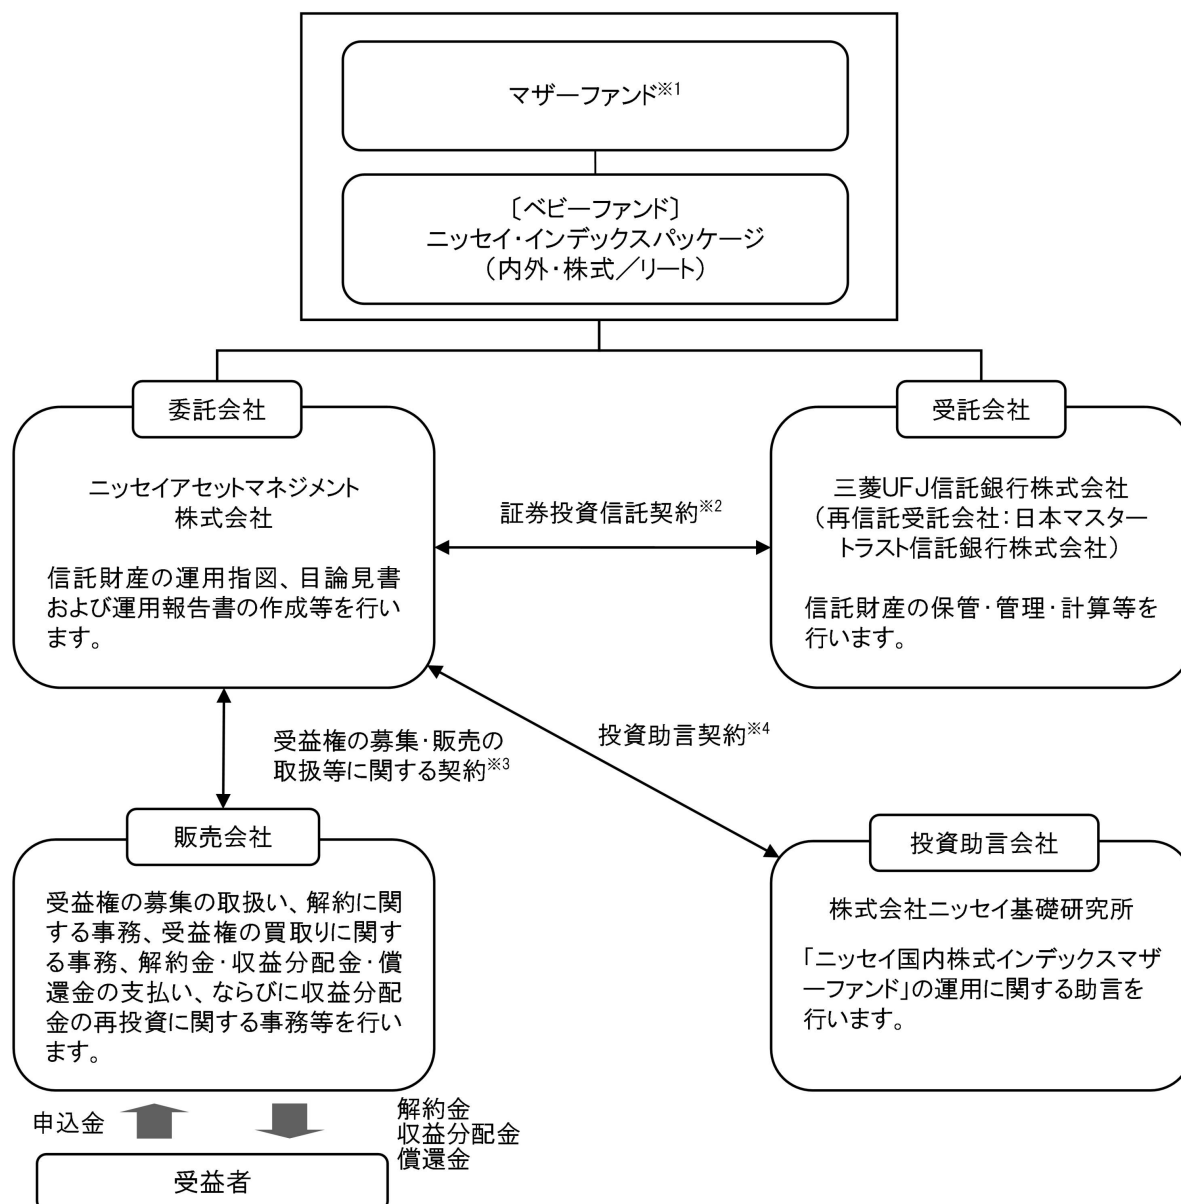 マザーファンド※1
〔ベビーファンド〕
ニッセイ・インデックスパッケージ
（内外・株式／リート）
委託会社
ニッセイアセットマネジメント
株式会社
信託財産の運用指図、目論見書
および運用報告書の作成等を行い
ます。
証券投資信託契約※2
受託会社
三菱UFJ信託銀行株式会社
（再信託受託会社：日本マスター
トラスト信託銀行株式会社）
信託財産の保管・管理・計算等を
行います。
受益権の募集・販売の
取扱等に関する契約※3
投資助言契約※4
販売会社
受益権の募集の取扱い、解約に関
する事務、受益権の買取りに関す
る事務、解約金・収益分配金・償
還金の支払い、ならびに収益分配
金の再投資に関する事務等を行い
ます。
投資助言会社
株式会社ニッセイ基礎研究所
「ニッセイ国内株式インデックスマザ
ーファンド」の運用に関する助言を
行います。
申込金
解約金
収益分配金
償還金
受益者